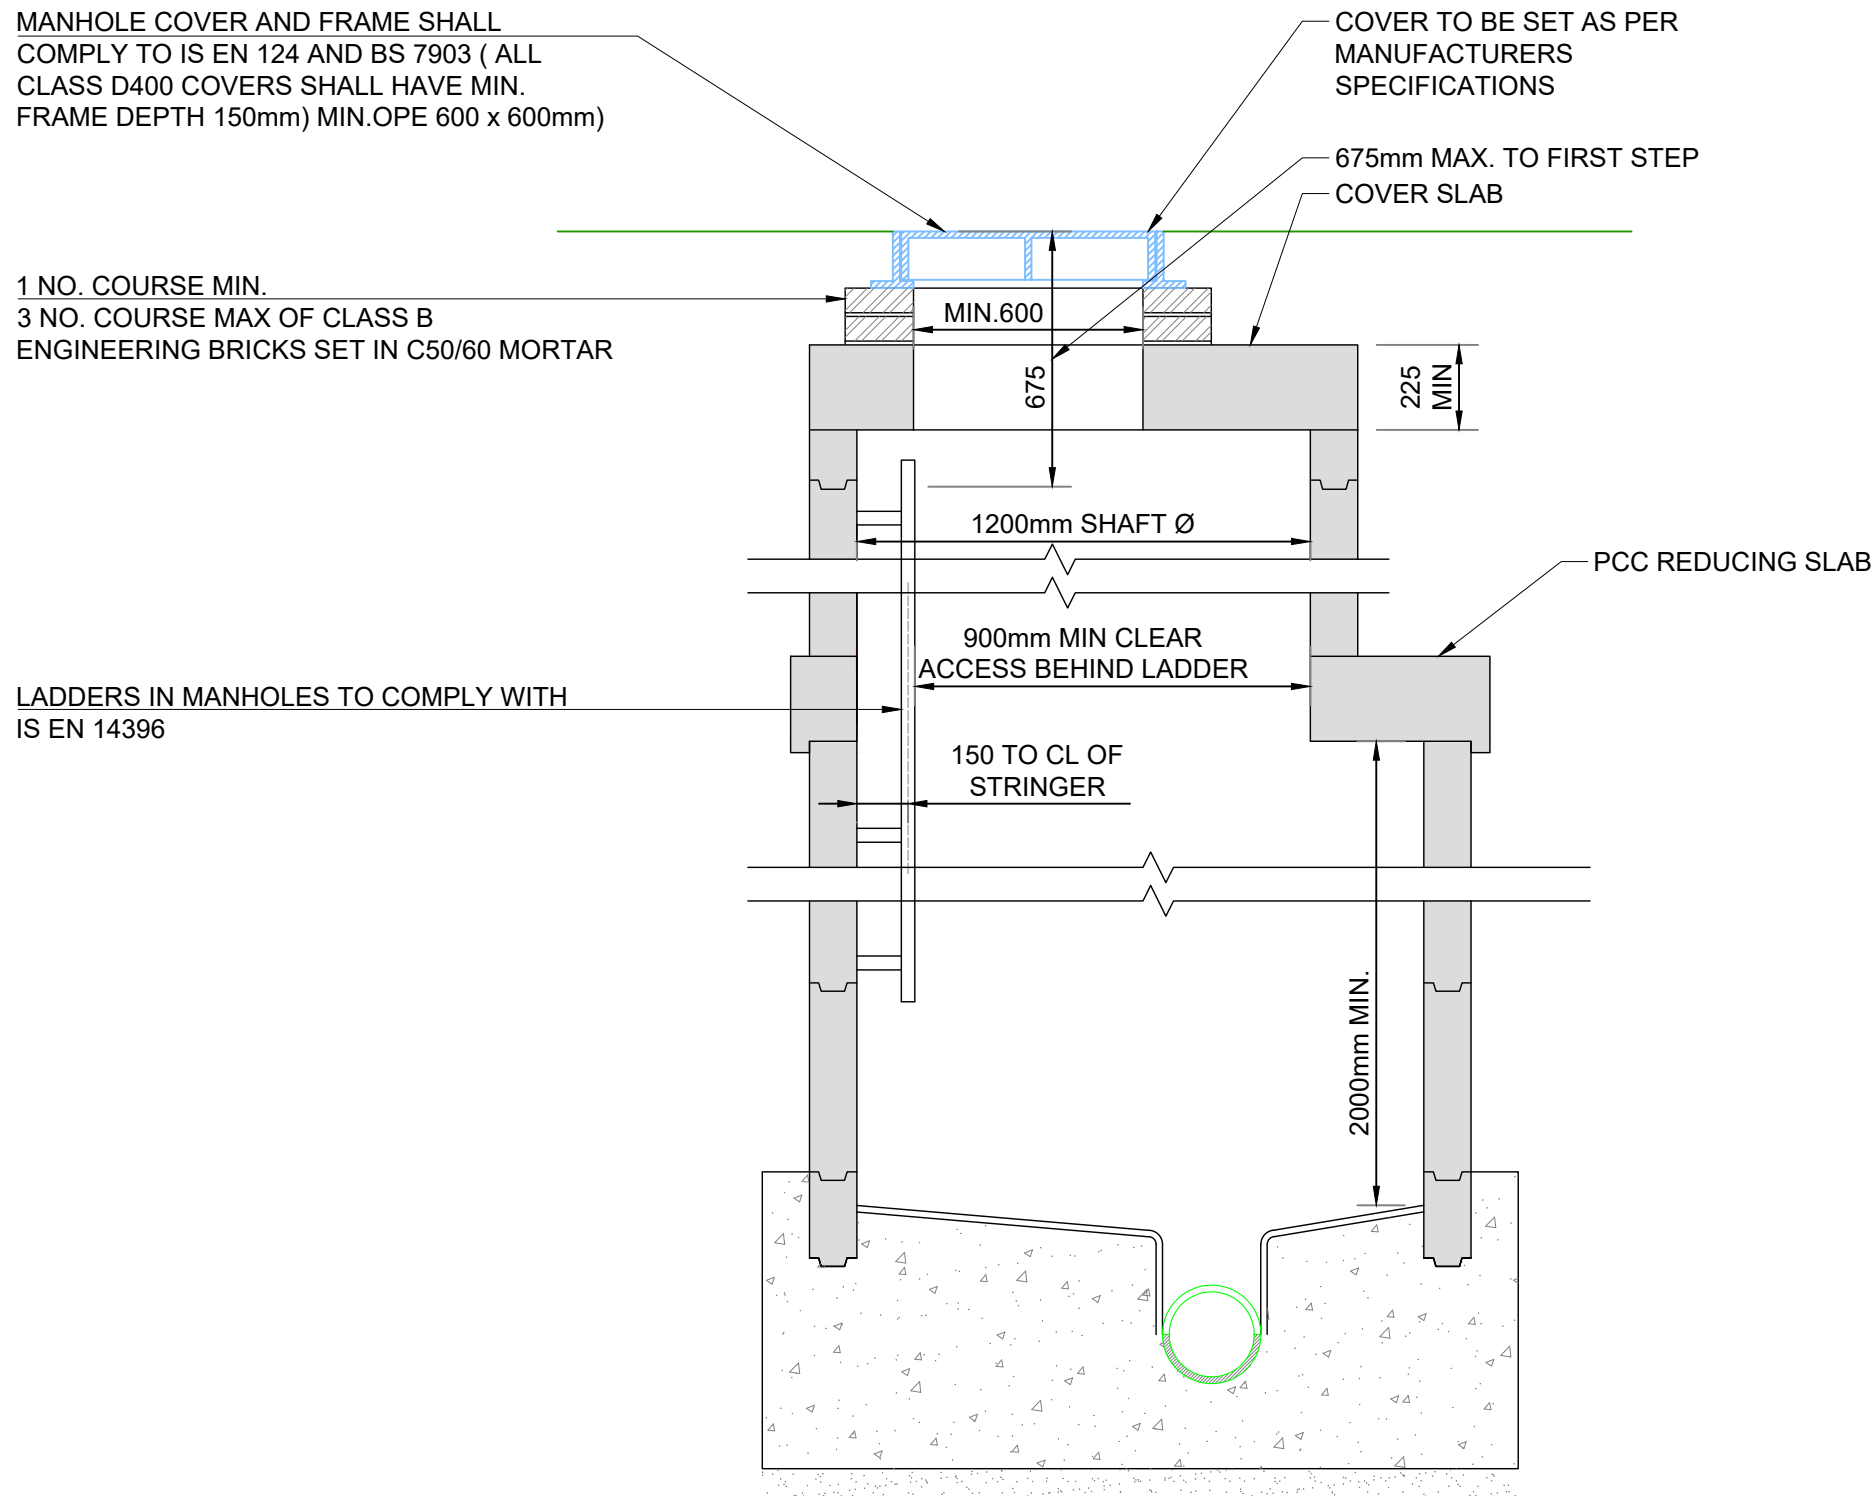 MANHOLE COVER AND FRAME SHALL
COMPLY TO IS EN 124 AND BS 7903 ( ALL
CLASS D400 COVERS SHALL HAVE MIN.
FRAME DEPTH 150mm) MIN.OPE 600 x 600mm)
COVER TO BE SET AS PER
MANUFACTURERS
SPECIFICATIONS
675mm MAX. TO FIRST STEP
COVER SLAB
1 NO. COURSE MIN.
3 NO. COURSE MAX OF CLASS B
ENGINEERING BRICKS SET IN C50/60 MORTAR
MIN.600
675
225
MIN
1200mm SHAFT Ø
PCC REDUCING SLAB
900mm MIN CLEAR
ACCESS BEHIND LADDER
LADDERS IN MANHOLES TO COMPLY WITH
IS EN 14396
150 TO CL OF
STRINGER
2000mm MIN.